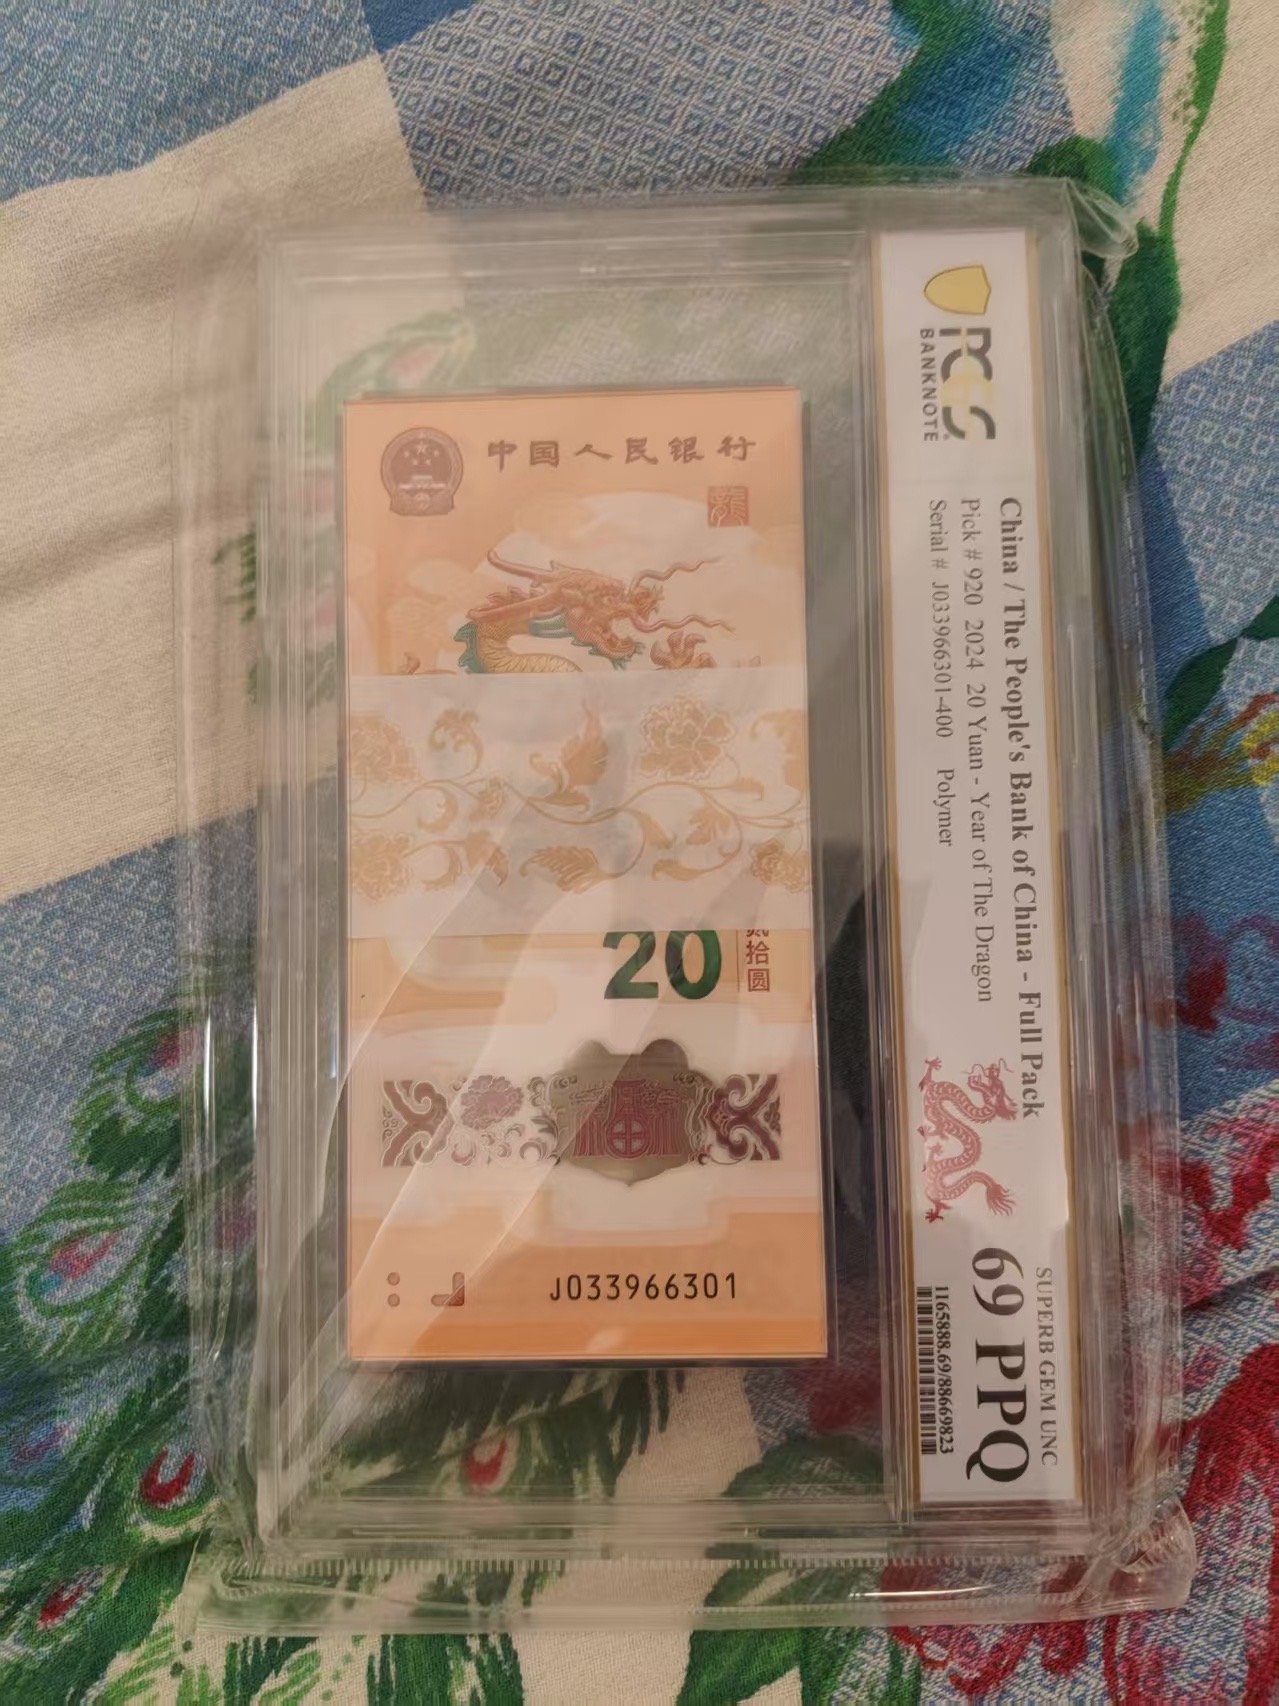 中国人民银行
龍
20
拾圆
J033966301
PCGS
BANKNOTE
China / The People's Bank of China - Full Pack
Pick # 920 2024 20 Yuan - Year of The Dragon
Serial # J033966301-400 Polymer
SUPERB GEM UNC
69 PPQ
1165888.69/88669823